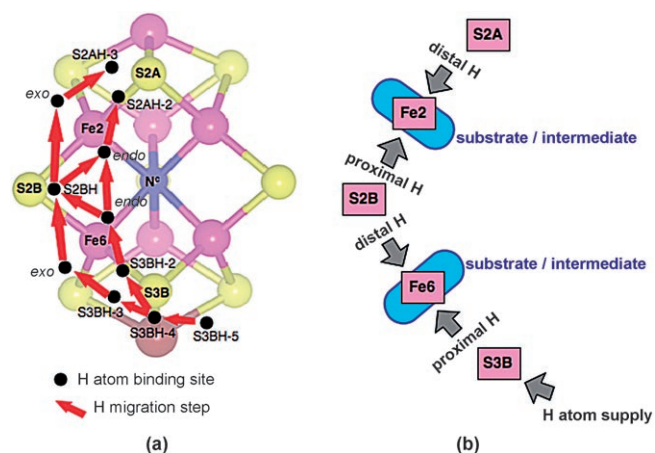 S2AH-3
S2A
exo
S2AH-2
Fe2
endo
S2B
S2BH
Nᶜ
endo
Fe6
exo
S3BH-2
S3B
S3BH-3
S3BH-4
S3BH-5
H atom binding site
H migration step
(a)
S2A
distal H
Fe2
substrate / intermediate
proximal H
S2B
distal H
substrate / intermediate
Fe6
proximal H
S3B
H atom supply
(b)